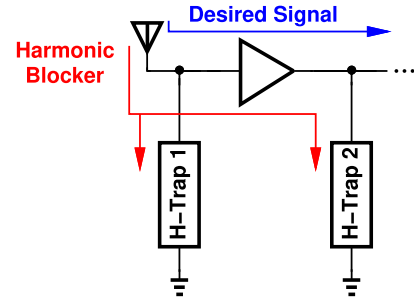 Desired Signal
Harmonic
Blocker
H-Trap 1
H-Trap 2